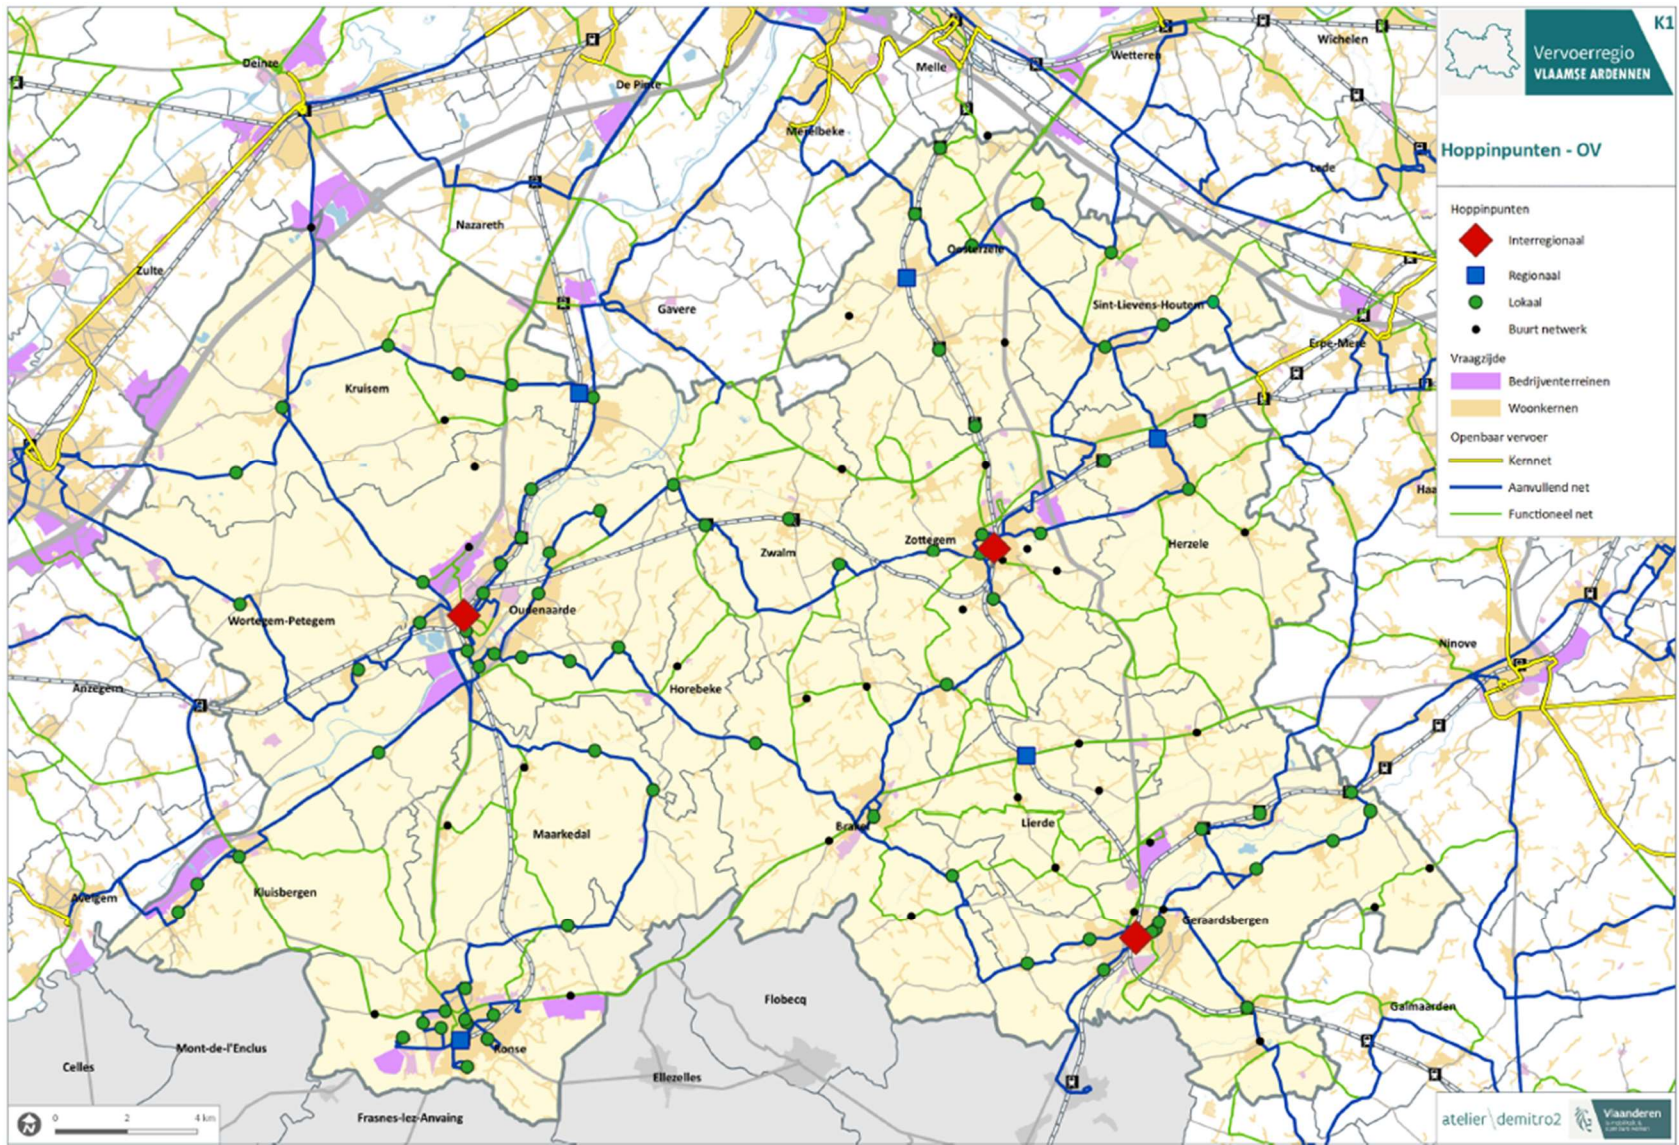 K1
Vervoerregio
VLAAMSE ARDENNEN
Hoppinpunten - OV
Hoppinpunten
Interregionaal
Regionaal
Lokaal
Buurt netwerk
Vraagzijde
Bedrijventerreinen
Woonkernen
Openbaar vervoer
Kernnet
Aanvullend net
Functioneel net
Deinze
De Pinte
Melle
Wetteren
Wichelen
Merelbeke
Lede
Nazareth
Oosterzele
Zulte
Gavere
Sint-Lievens-Houtem
Erpe-Mere
Kruisem
Haa
Zwalm
Zottegem
Herzele
Oudenaarde
Wortegem-Petegem
Ninove
Anzegem
Horebeke
Maarkedal
Brakel
Lierde
Avelgem
Kluisbergen
Geraardsbergen
Flobecq
Galmaarden
Celles
Mont-de-l'Enclus
Ronse
Ellezelles
Frasnes-lez-Anvaing
N
0 2 4 km
atelier\demitro2
Vlaanderen